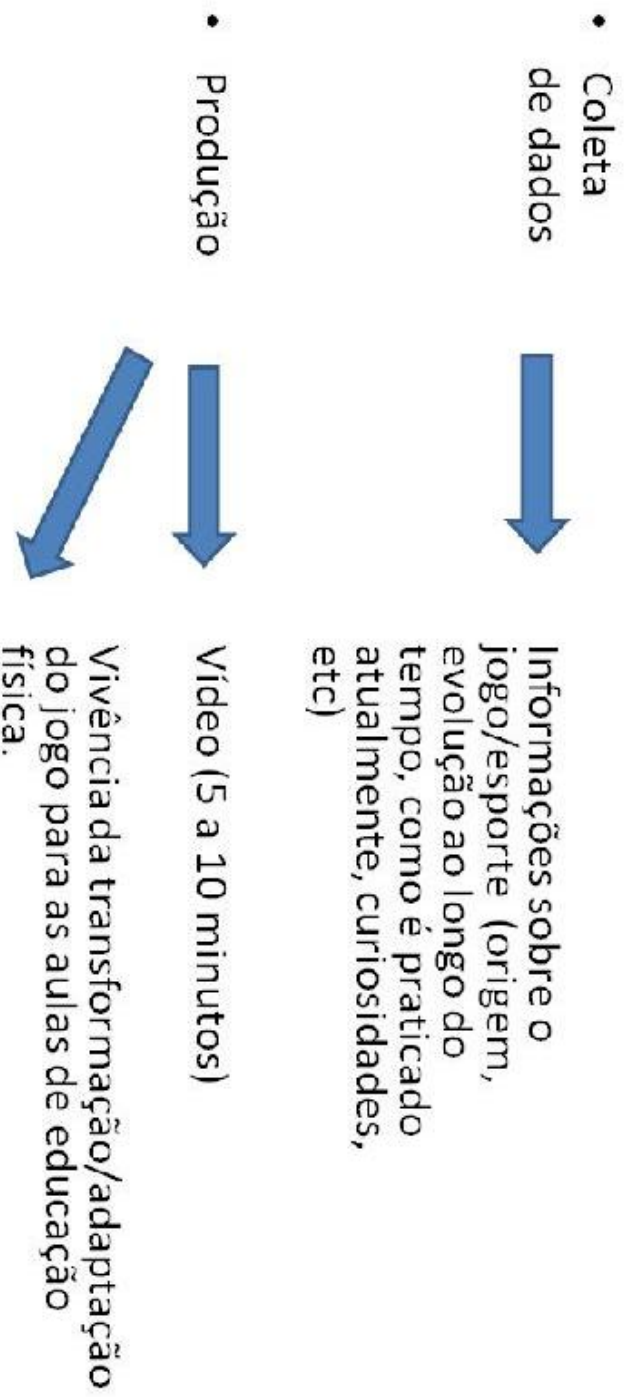 • Coleta
de dados
Informações sobre o
jogo/esporte (origem,
evolução ao longo do
tempo, como é praticado
atualmente, curiosidades,
etc)
• Produção
Vídeo (5 a 10 minutos)
Vivência da transformação/adaptação
do jogo para as aulas de educação
física.